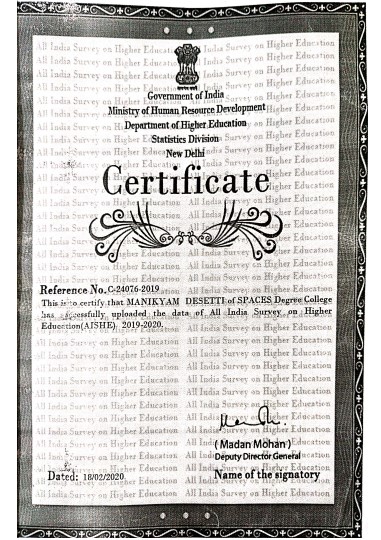 Government of India
Ministry of Human Resource Development
Department of Higher Education
Statistics Division
New Delhi
Certificate
Reference No. C-24076-2019
This is to certify that MANIKYAM DESETTI of SPACES Degree College
has successfully uploaded the data of All India Survey on Higher
Education(AISHE) 2019-2020.
(Madan Mohan)
Deputy Director General
Dated: 18/02/2020
Name of the signatory